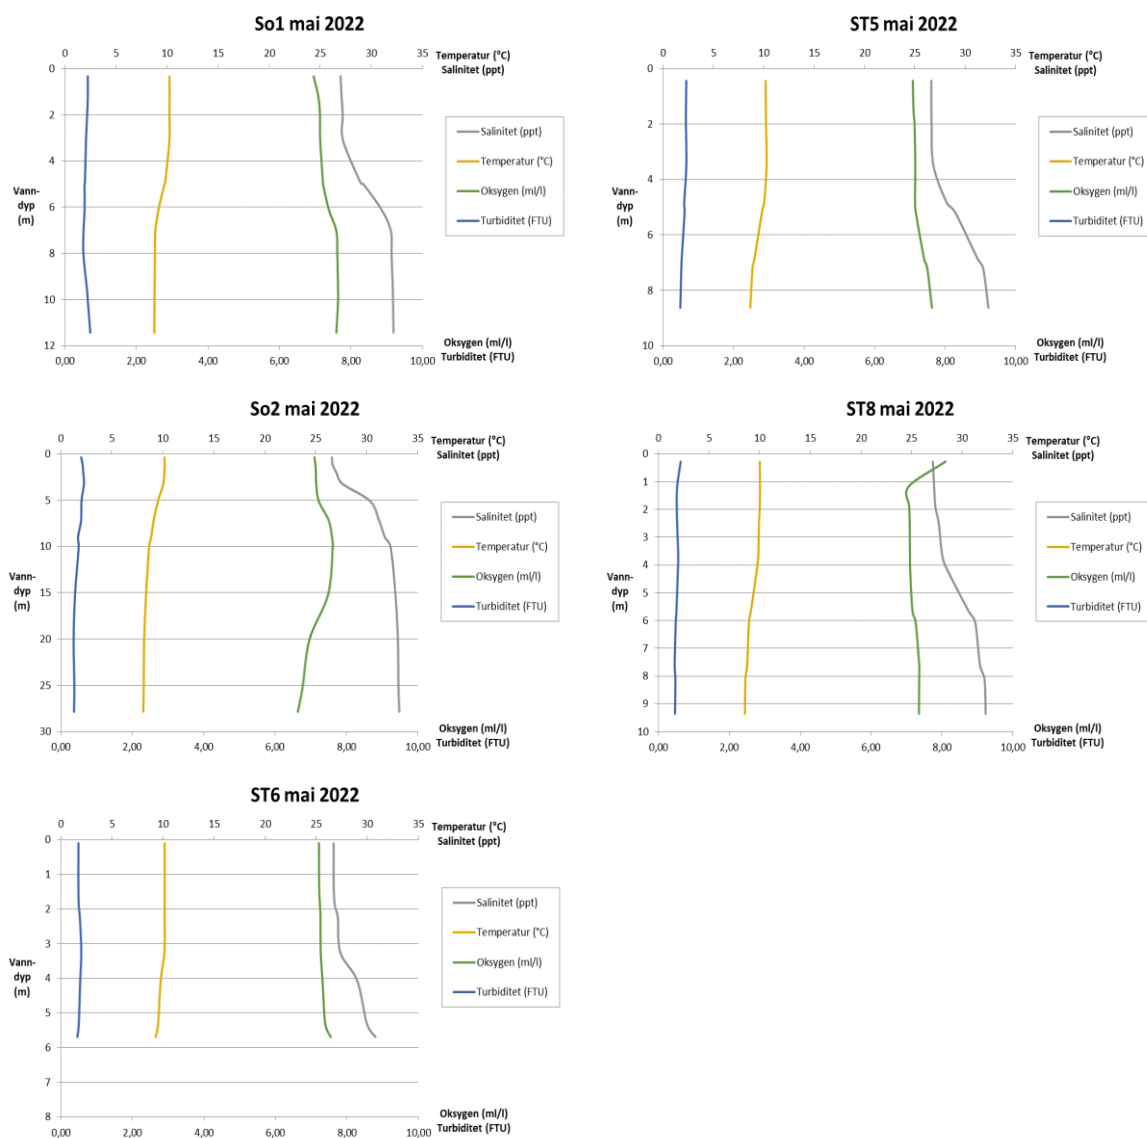 So1 mai 2022
0 5 10 15 20 25 30 35
Temperatur (°C)
Salinitet (ppt)
0
2
4
6
8
10
12
Vann-
dyp
(m)
Salinitet (ppt)
Temperatur (°C)
Oksygen (ml/l)
Turbiditet (FTU)
0,00 2,00 4,00 6,00 8,00 10,00
Oksygen (ml/l)
Turbiditet (FTU)
ST5 mai 2022
0 5 10 15 20 25 30 35
Temperatur (°C)
Salinitet (ppt)
0
2
4
6
8
10
Vann-
dyp
(m)
Salinitet (ppt)
Temperatur (°C)
Oksygen (ml/l)
Turbiditet (FTU)
0,00 2,00 4,00 6,00 8,00 10,00
Oksygen (ml/l)
Turbiditet (FTU)
So2 mai 2022
0 5 10 15 20 25 30 35
Temperatur (°C)
Salinitet (ppt)
0
5
10
15
20
25
30
Vann-
dyp
(m)
Salinitet (ppt)
Temperatur (°C)
Oksygen (ml/l)
Turbiditet (FTU)
0,00 2,00 4,00 6,00 8,00 10,00
Oksygen (ml/l)
Turbiditet (FTU)
ST8 mai 2022
0 5 10 15 20 25 30 35
Temperatur (°C)
Salinitet (ppt)
0
1
2
3
4
5
6
7
8
9
10
Vann-
dyp
(m)
Salinitet (ppt)
Temperatur (°C)
Oksygen (ml/l)
Turbiditet (FTU)
0,00 2,00 4,00 6,00 8,00 10,00
Oksygen (ml/l)
Turbiditet (FTU)
ST6 mai 2022
0 5 10 15 20 25 30 35
Temperatur (°C)
Salinitet (ppt)
0
1
2
3
4
5
6
7
8
Vann-
dyp
(m)
Salinitet (ppt)
Temperatur (°C)
Oksygen (ml/l)
Turbiditet (FTU)
0,00 2,00 4,00 6,00 8,00 10,00
Oksygen (ml/l)
Turbiditet (FTU)